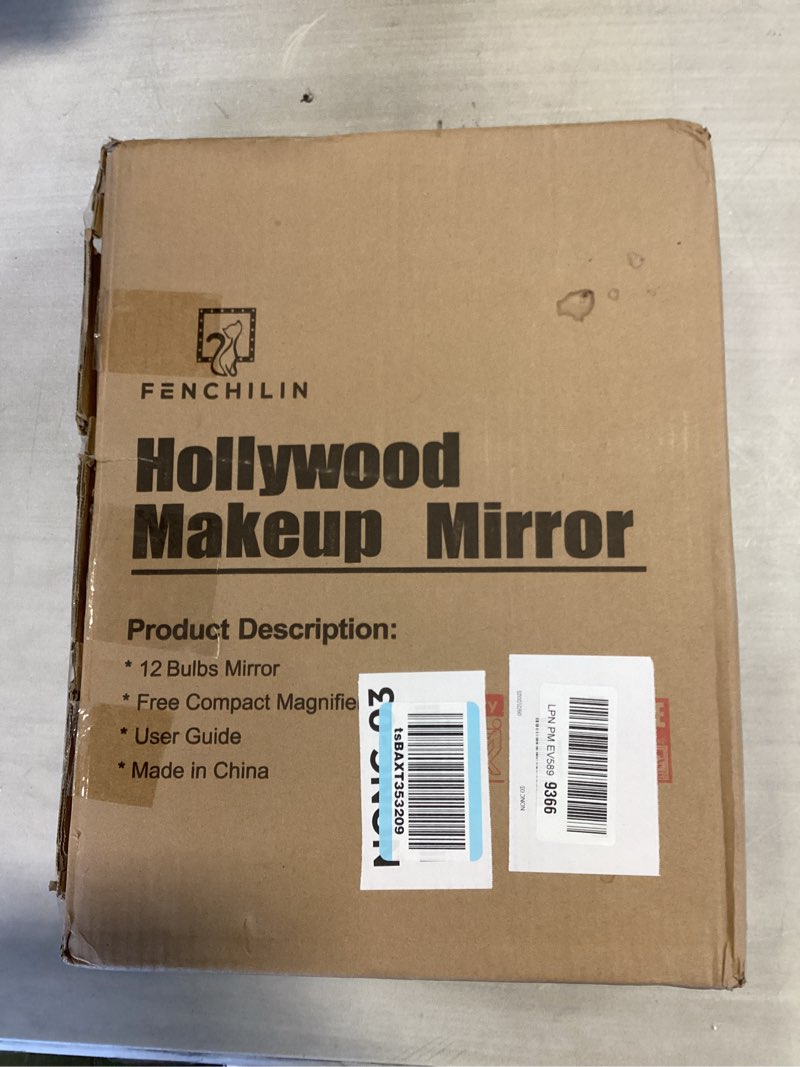 FENCHILIN
Hollywood
Makeup Mirror
Product Description:
* 12 Bulbs Mirror
* Free Compact Magnifie
* User Guide
* Made in China
tsBAXT353209
LPN PM EV589 9366